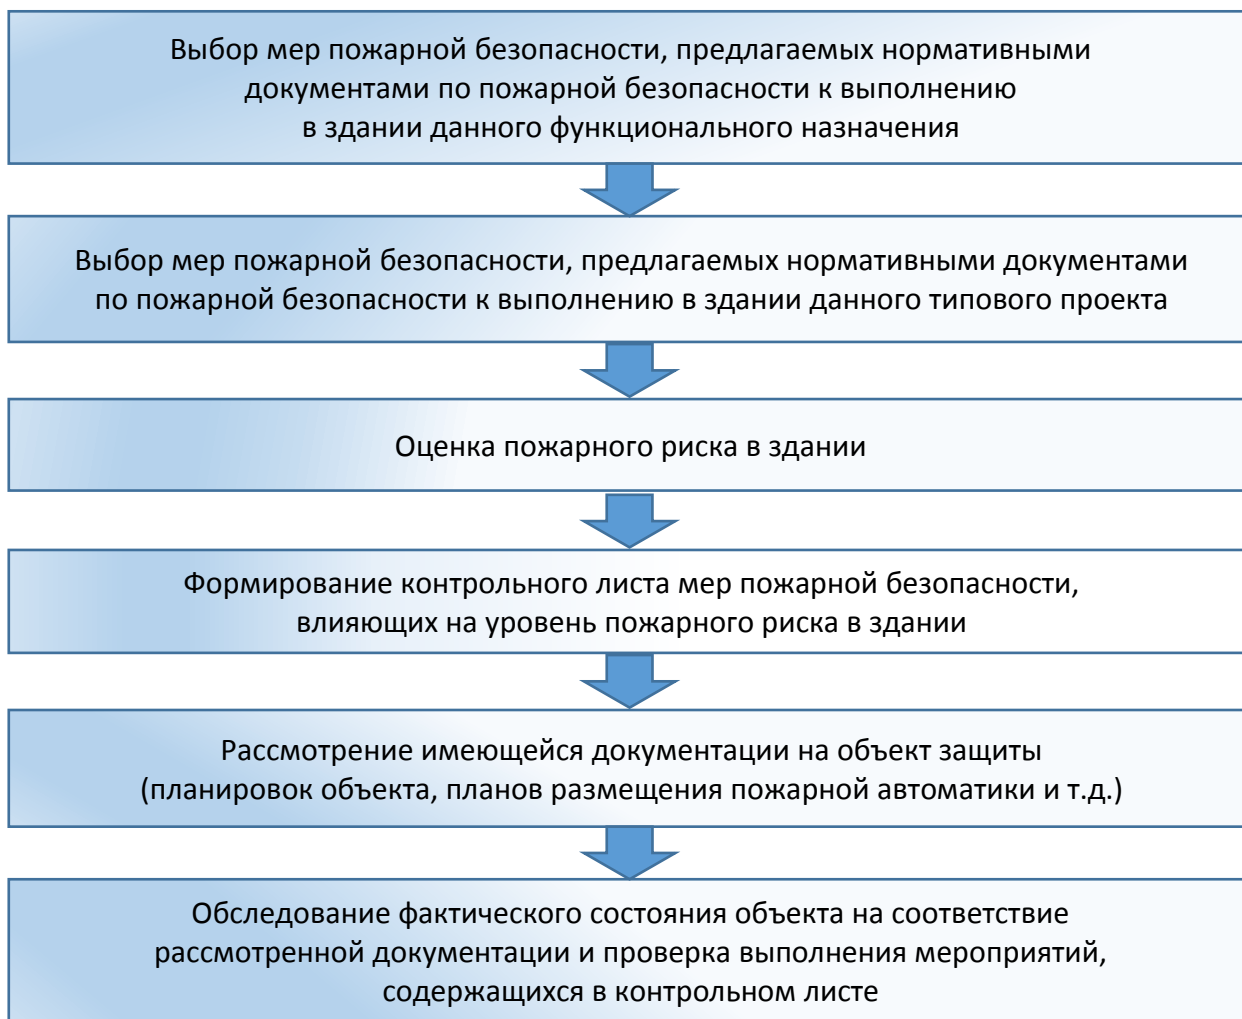 Выбор мер пожарной безопасности, предлагаемых нормативными
документами по пожарной безопасности к выполнению
в здании данного функционального назначения
Выбор мер пожарной безопасности, предлагаемых нормативными документами
по пожарной безопасности к выполнению в здании данного типового проекта
Оценка пожарного риска в здании
Формирование контрольного листа мер пожарной безопасности,
влияющих на уровень пожарного риска в здании
Рассмотрение имеющейся документации на объект защиты
(планировок объекта, планов размещения пожарной автоматики и т.д.)
Обследование фактического состояния объекта на соответствие
рассмотренной документации и проверка выполнения мероприятий,
содержащихся в контрольном листе